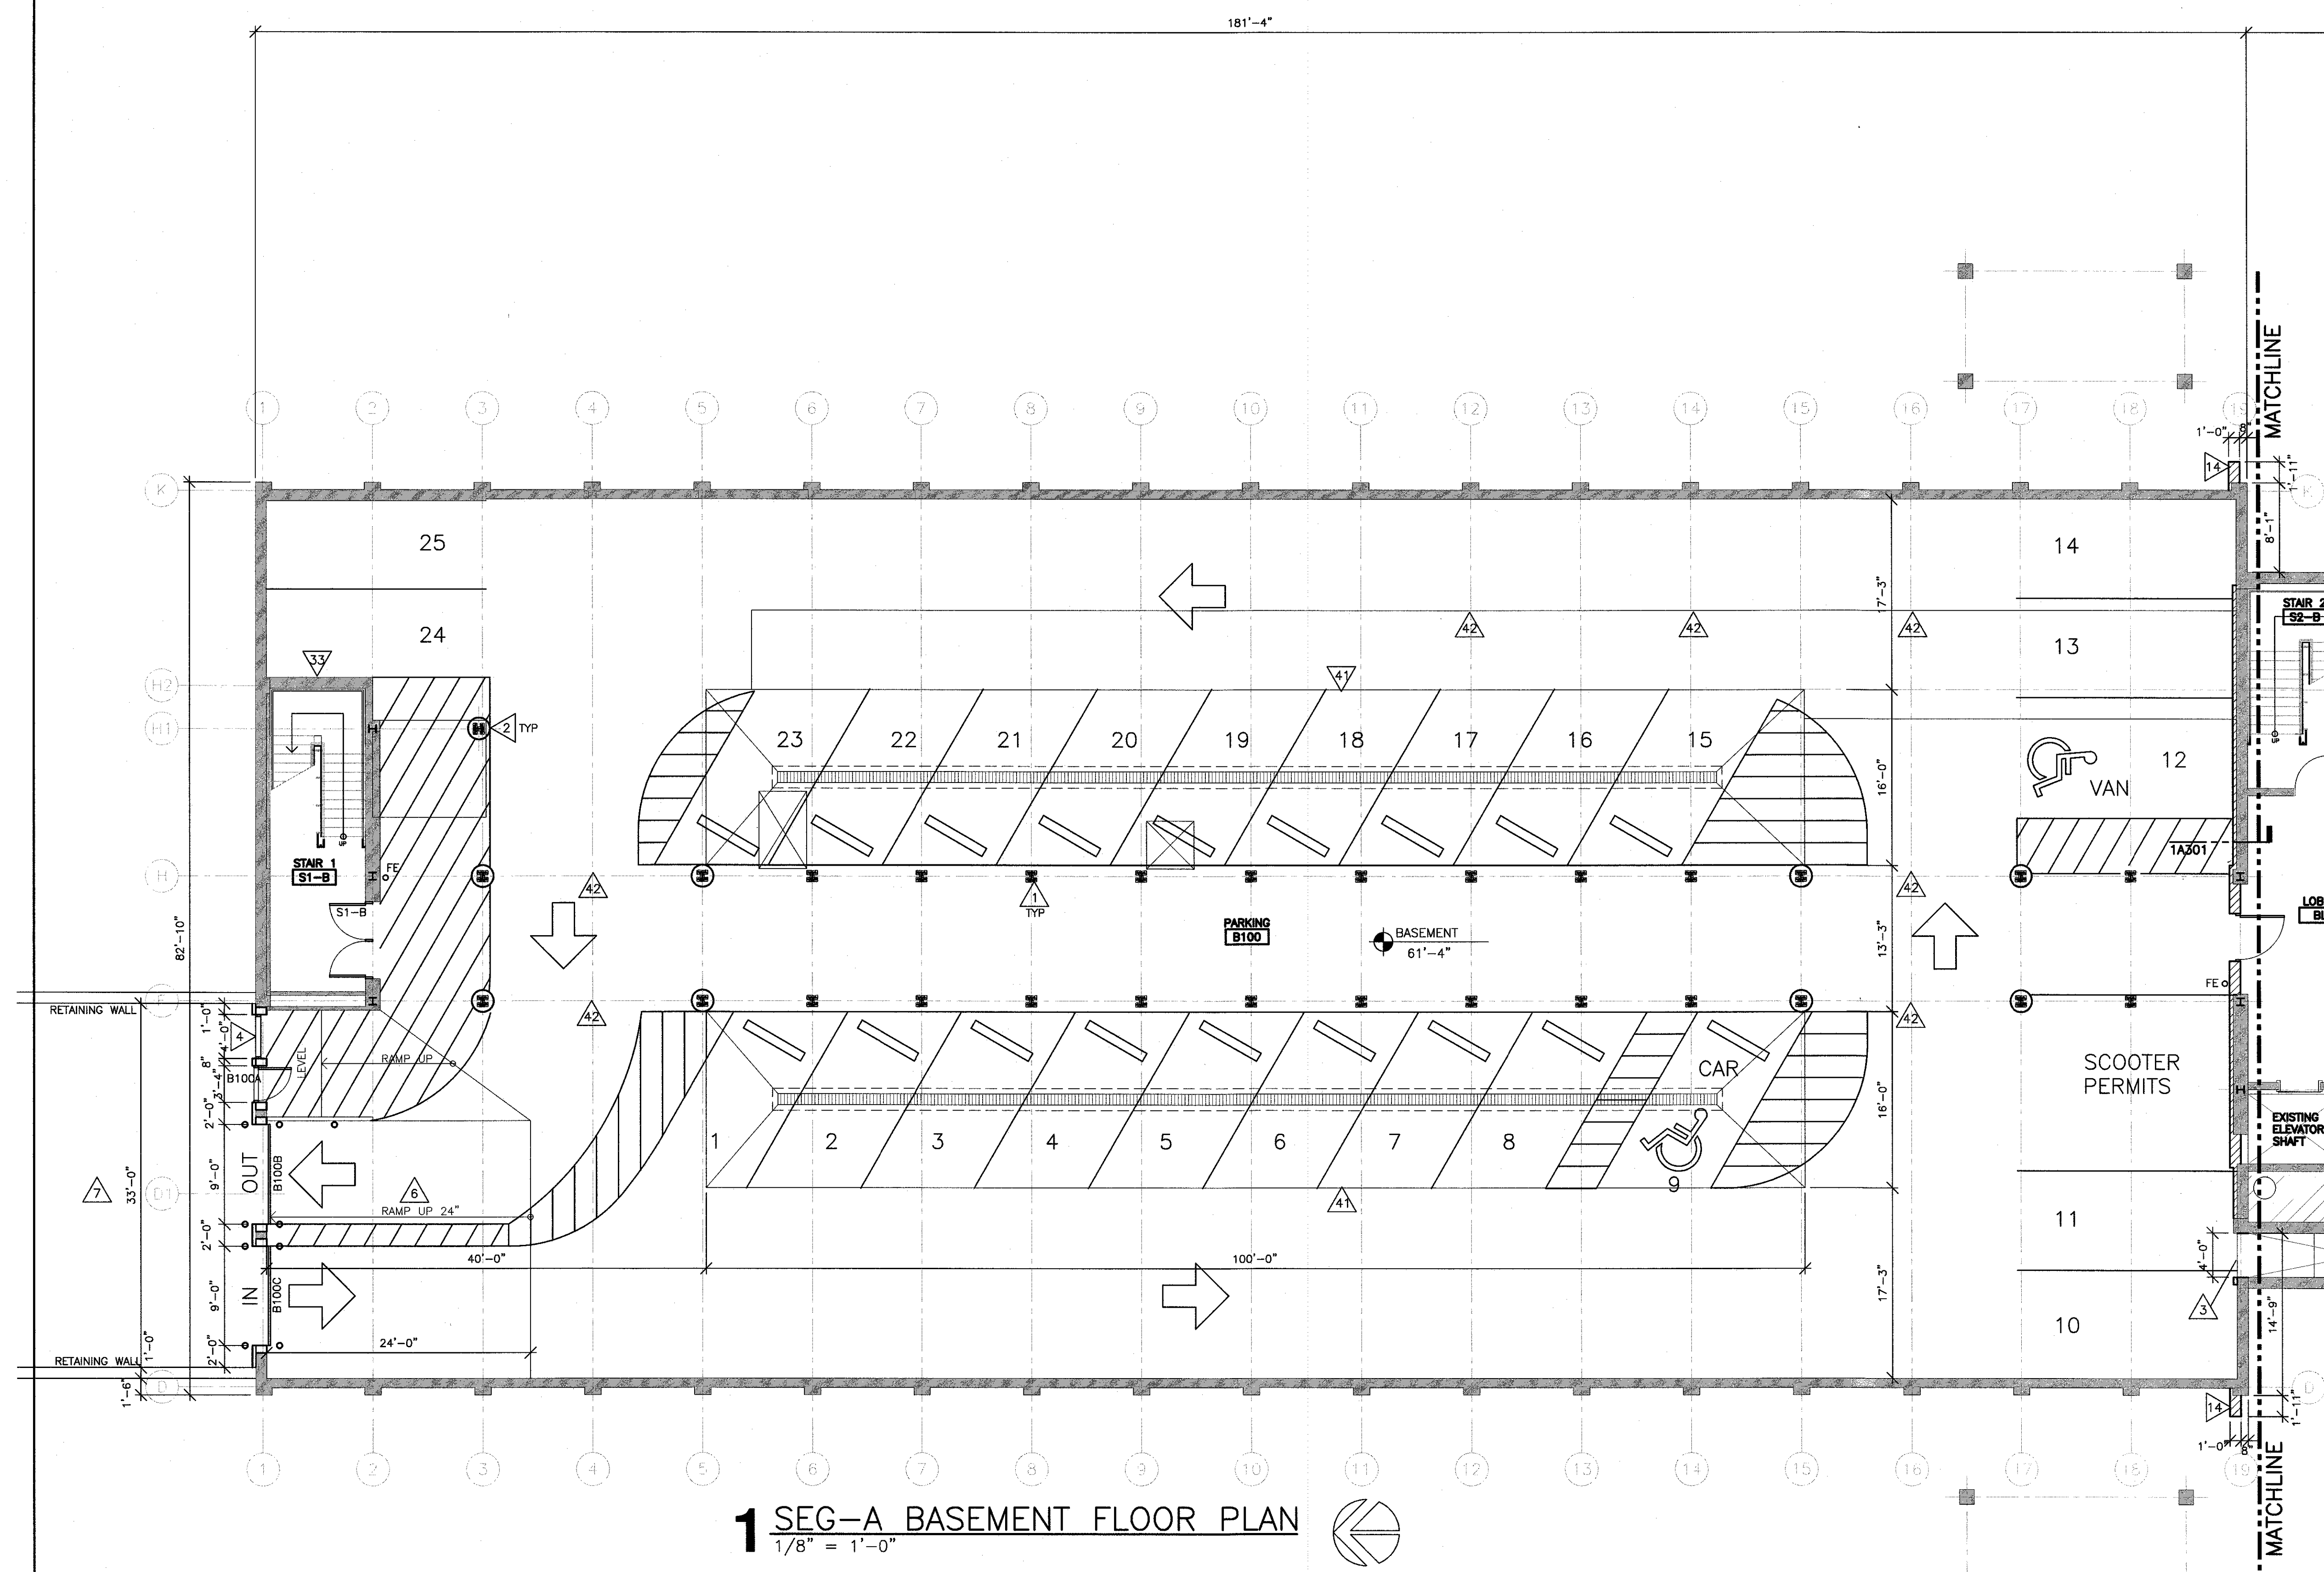 181'-4"
MATCHLINE
1 2 3 4 5 6 7 8 9 10 11 12 13 14 15 16 17 18 19
1'-0" 8"
14
1'-11"
K
K
8'-1"
25
14
17'-3"
STAIR 2
S2-B
24
42 42 42
13
33
41
H2
H1
2 TYP
23 22 21 20 19 18 17 16 15
12
UP
VAN
16'-0"
UP
1A301
STAIR 1
S1-B
FE
H
42
42
1
TYP
S1-B
PARKING
B100
BASEMENT
61'-4"
13'-3"
82'-10"
FE
RETAINING WALL
42
42
1'-0"
4
4'-0"
LEVEL
RAMP UP
8"
B100A
3'-4"
CAR
SCOOTER
PERMITS
2'-0"
16'-0"
EXISTING
ELEVATOR
SHAFT
1 2 3 4 5 6 7 8
9
7
33'-0"
D1
9'-0"
OUT
B100B
6
41
RAMP UP 24"
11
2'-0"
40'-0"
100'-0"
4'-0"
9'-0"
IN
B100C
17'-3"
3
14'-9"
10
24'-0"
2'-0"
1'-0"
RETAINING WALL
D
D
1'-6"
14
1'-11"
1'-0" 8"
1 2 3 4 5 6 7 8 9 10 11 12 13 14 15 16 17 18 19
MATCHLINE
1 SEG-A BASEMENT FLOOR PLAN
1/8" = 1'-0"